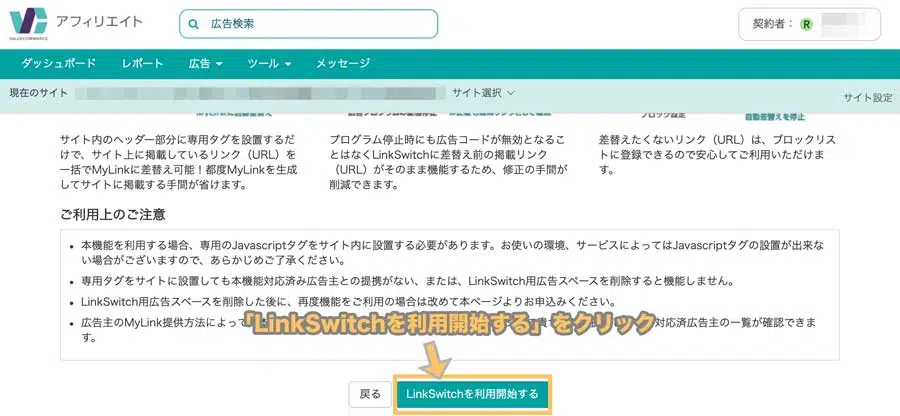 VALUECOMMERCE
アフィリエイト
広告検索
契約者： R
ダッシュボード レポート 広告 ツール メッセージ
現在のサイト
サイト選択
サイト設定
自動差替えを停止
サイト内のヘッダー部分に専用タグを設置するだ
けで、サイト上に掲載しているリンク（URL）を
一括でMyLinkに差替え可能！都度MyLinkを生成
してサイトに掲載する手間が省けます。
プログラム停止時にも広告コードが無効となるこ
とはなくLinkSwitchに差替え前の掲載リンク
（URL）がそのまま機能するため、修正の手間が
削減できます。
差替えたくないリンク（URL）は、ブロックリス
トに登録できるので安心してご利用いただけま
す。
ご利用上のご注意
本機能を利用する場合、専用のJavascriptタグをサイト内に設置する必要があります。お使いの環境、サービスによってはJavascriptタグの設置が出来な
い場合がございますので、あらかじめご了承ください。
専用タグをサイトに設置しても本機能対応済み広告主との提携がない、または、LinkSwitch用広告スペースを削除すると機能しません。
LinkSwitch用広告スペースを削除した後に、再度機能をご利用の場合は改めて本ページよりお申込みください。
広告主のMyLink提供方法によって
対応済広告主の一覧が確認できま
す。
「LinkSwitchを利用開始する」をクリック
戻る
LinkSwitchを利用開始する